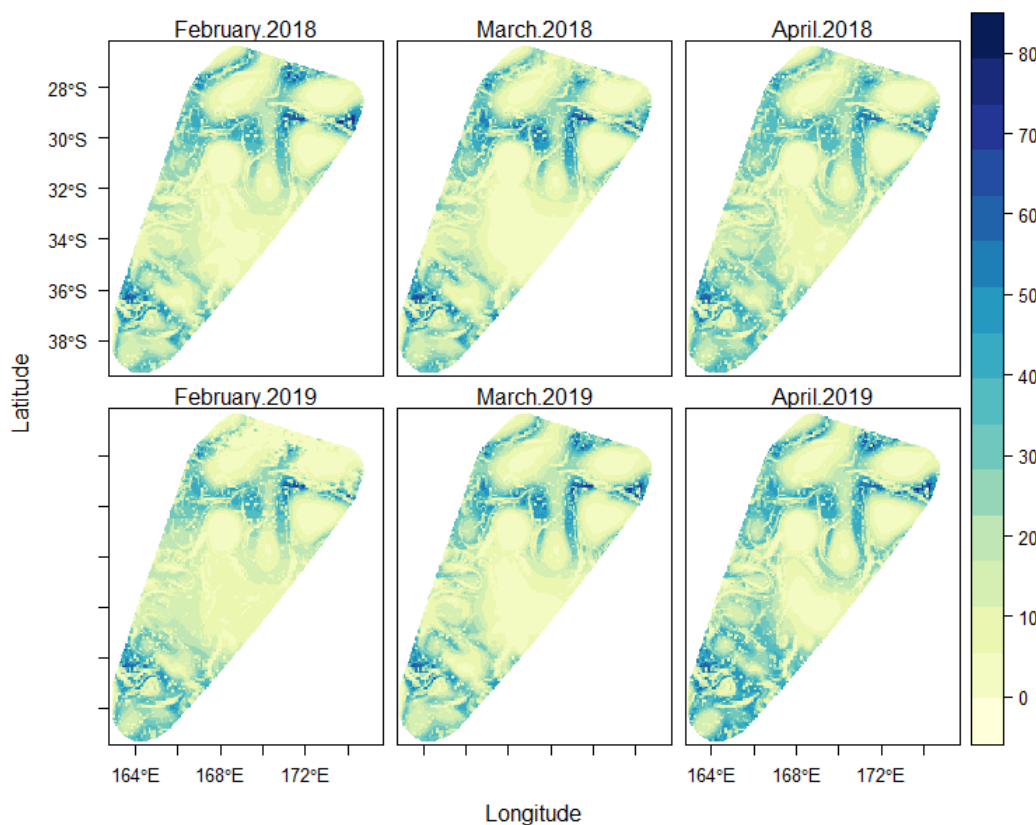 February.2018
March.2018
April.2018
28°S
30°S
32°S
34°S
36°S
38°S
February.2019
March.2019
April.2019
164°E
168°E
172°E
164°E
168°E
172°E
Latitude
Longitude
80
70
60
50
40
30
20
10
0